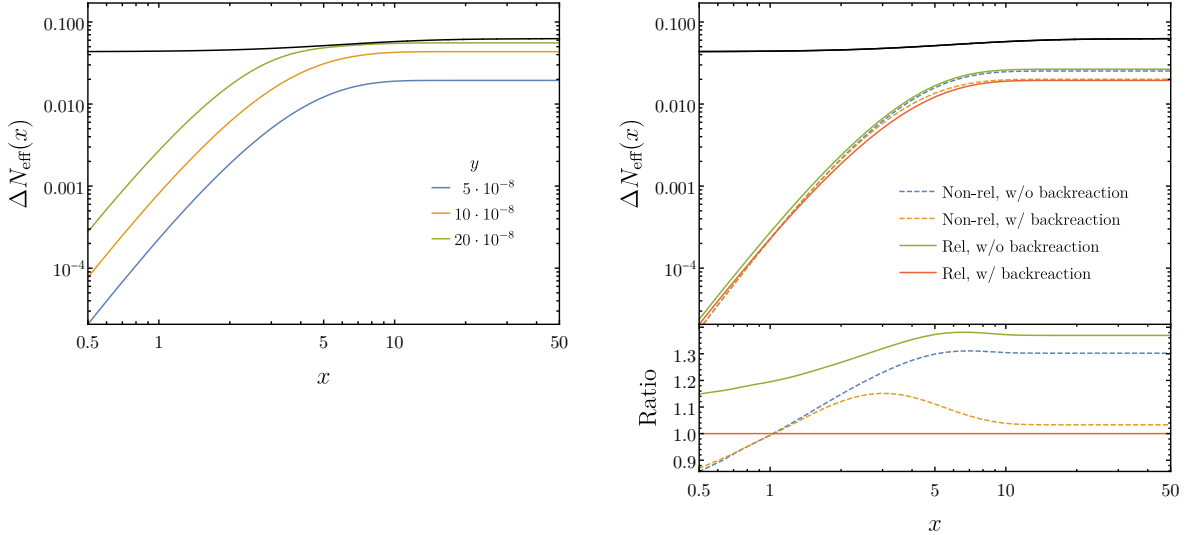 0.100
0.010
0.001
10⁻⁴
ΔN_eff(x)
y
5 · 10⁻⁸
10 · 10⁻⁸
20 · 10⁻⁸
0.5 1 5 10 50
x
0.100
0.010
0.001
10⁻⁴
ΔN_eff(x)
Non-rel, w/o backreaction
Non-rel, w/ backreaction
Rel, w/o backreaction
Rel, w/ backreaction
1.3
1.2
1.1
1.0
0.9
Ratio
0.5 1 5 10 50
x